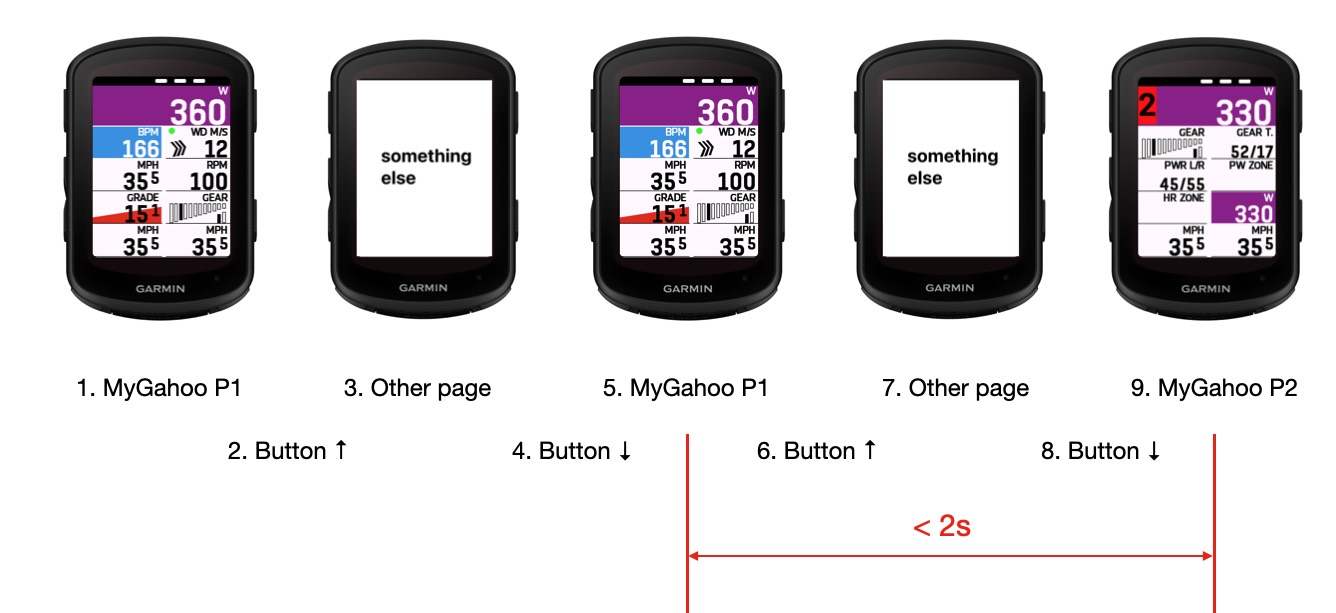 W
360
BPM
WD M/S
166
12
MPH
RPM
35 5
100
GRADE
GEAR
15 1
MPH
MPH
35 5
35 5
GARMIN
something
else
GARMIN
W
360
BPM
WD M/S
166
12
MPH
RPM
35 5
100
GRADE
GEAR
15 1
MPH
MPH
35 5
35 5
GARMIN
something
else
GARMIN
2
W
330
GEAR
GEAR T.
52/17
PWR L/R
PW ZONE
45/55
HR ZONE
W
330
MPH
MPH
35 5
35 5
GARMIN
1. MyGahoo P1
3. Other page
5. MyGahoo P1
7. Other page
9. MyGahoo P2
2. Button ↑
4. Button ↓
6. Button ↑
8. Button ↓
< 2s